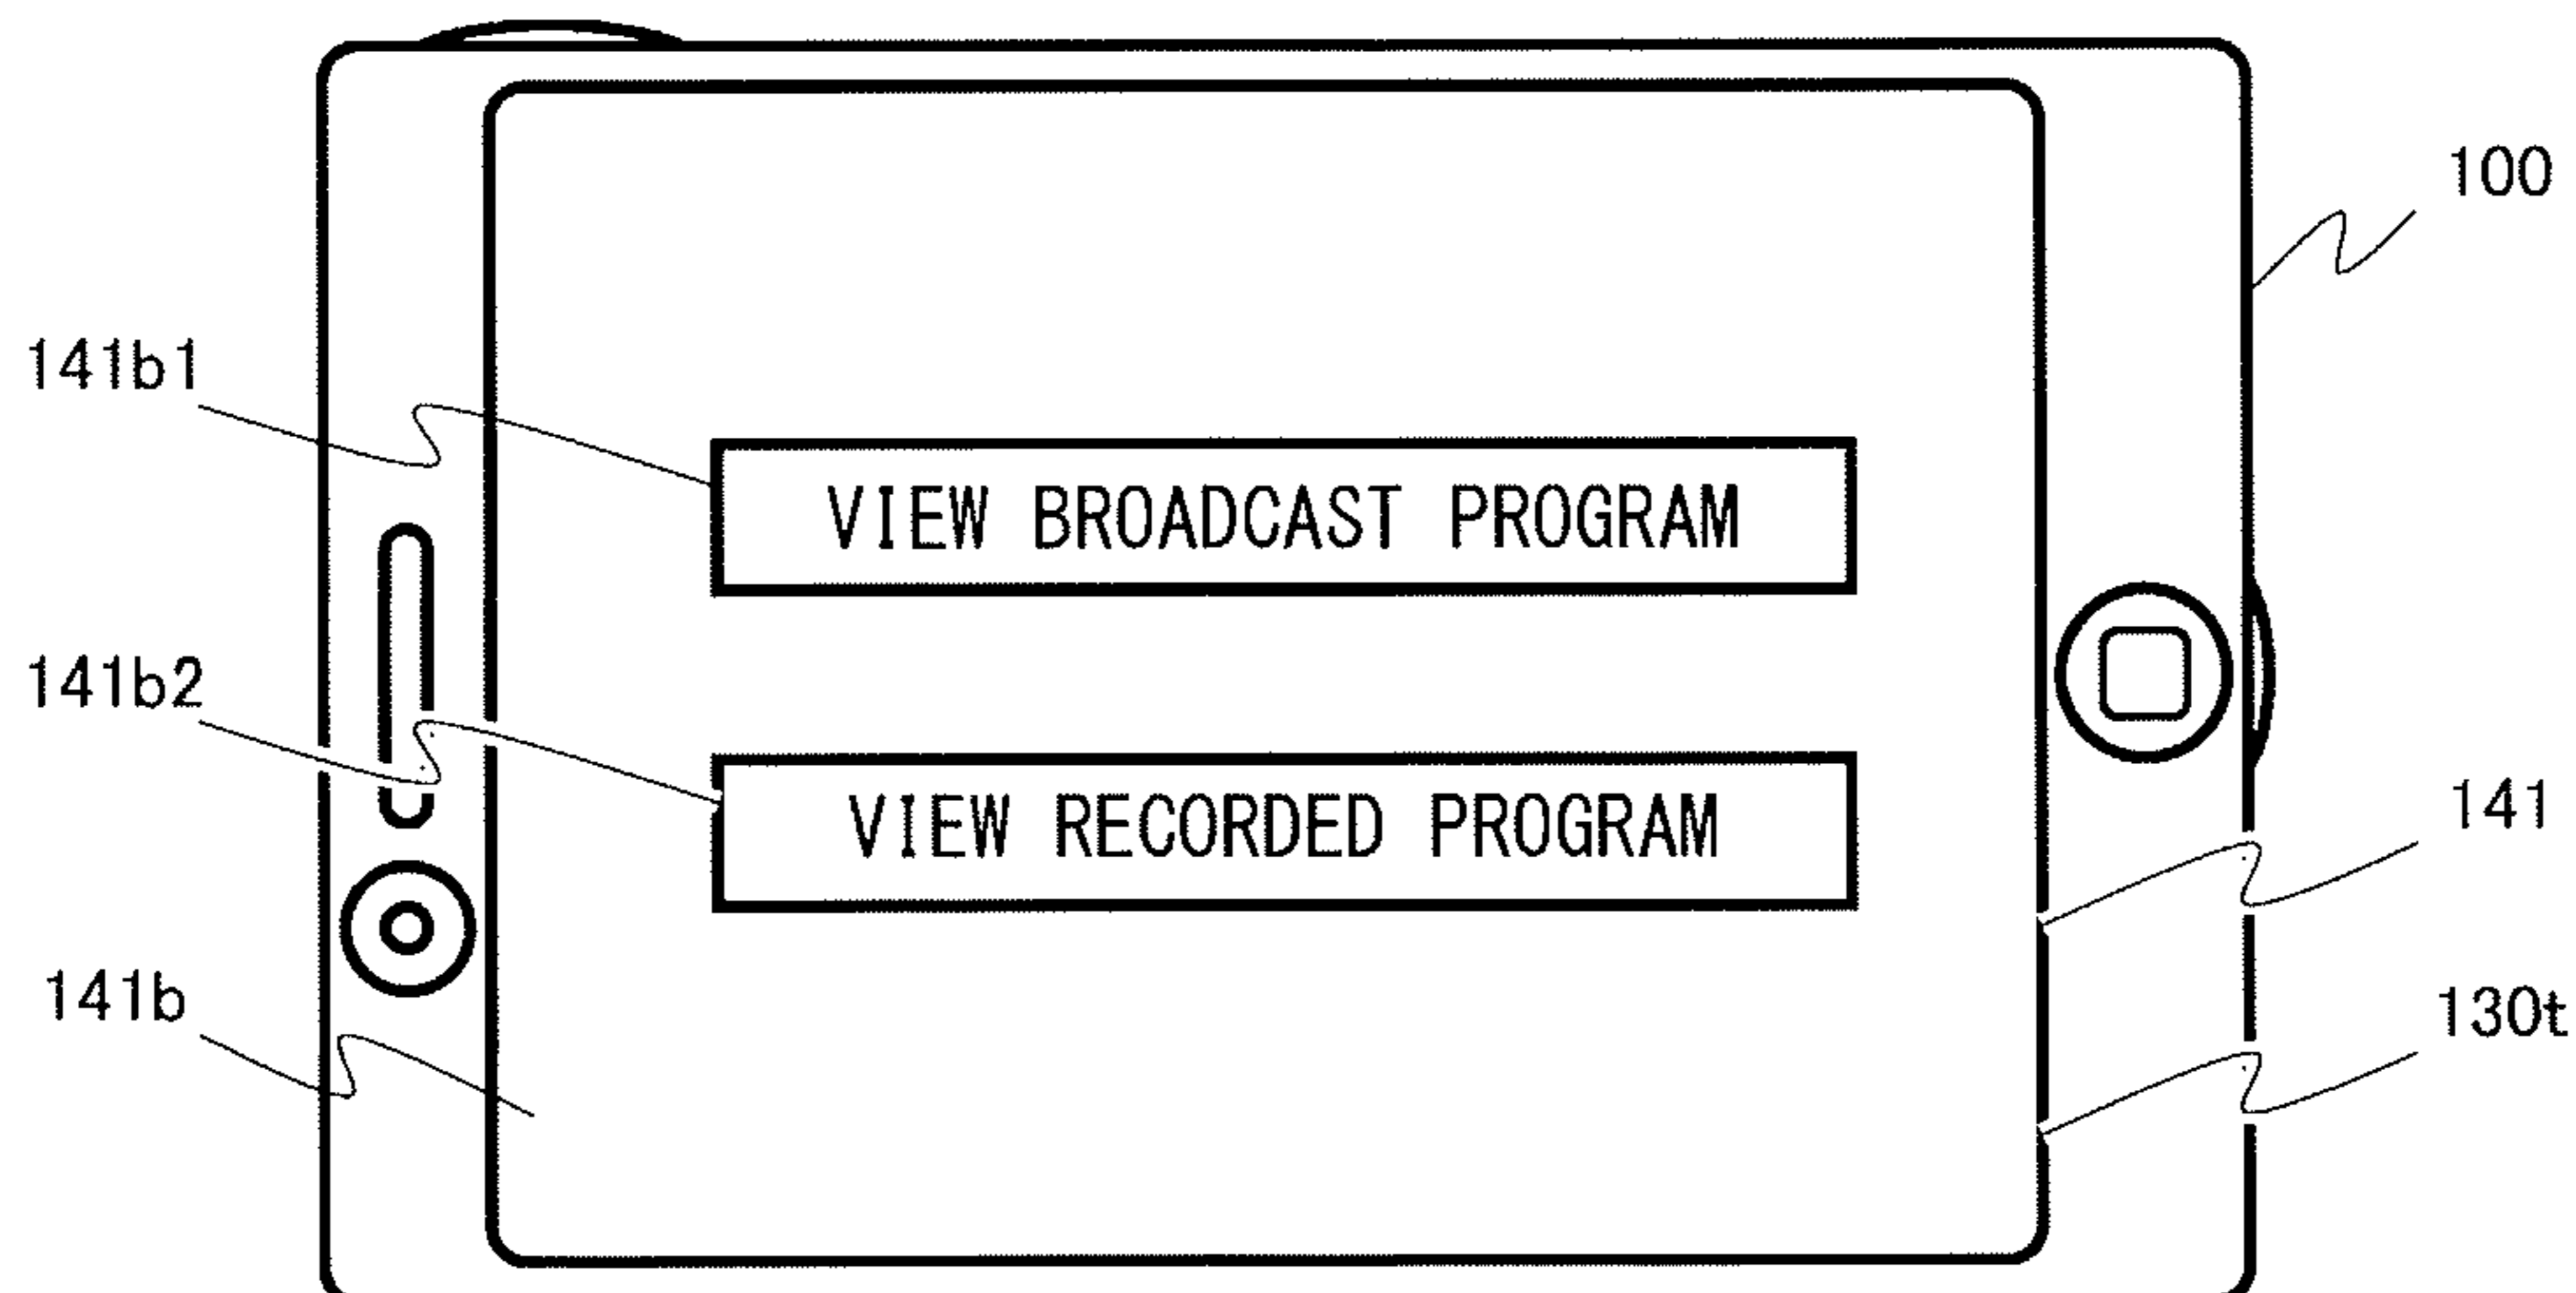 100
141b1
VIEW BROADCAST PROGRAM
141b2
VIEW RECORDED PROGRAM
141
141b
130t